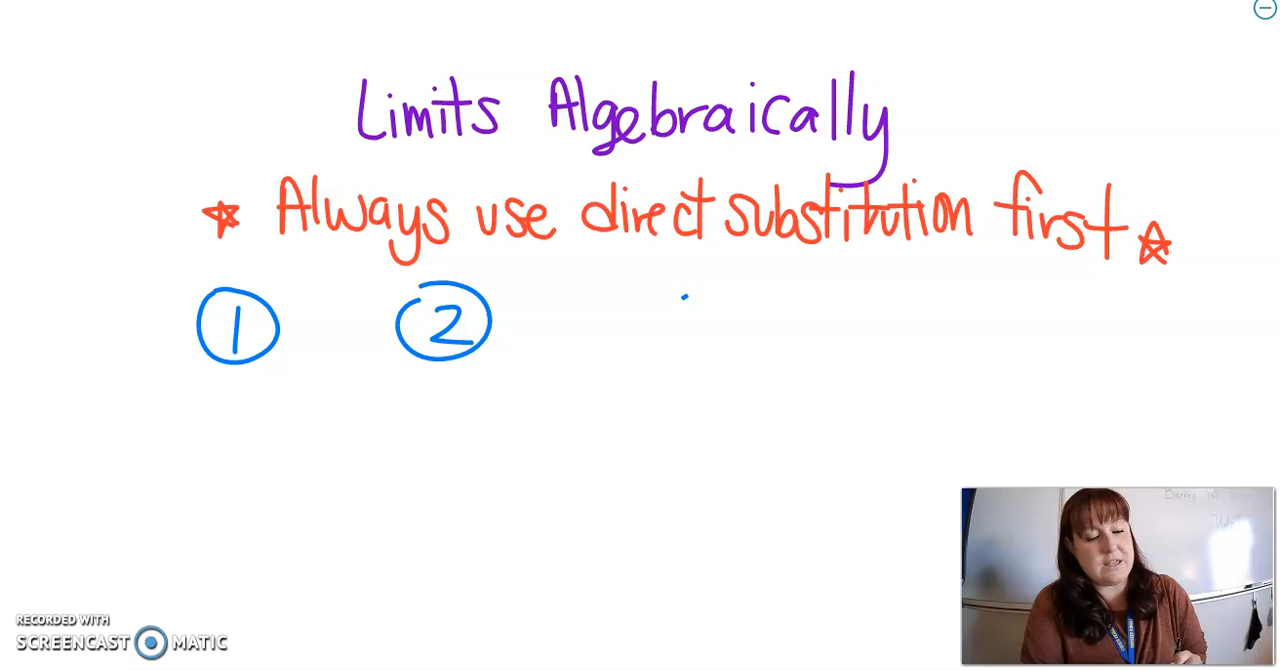 Limits Algebraically
☆ Always use direct substitution first ☆
① ②
RECORDED WITH
SCREENCAST MATIC